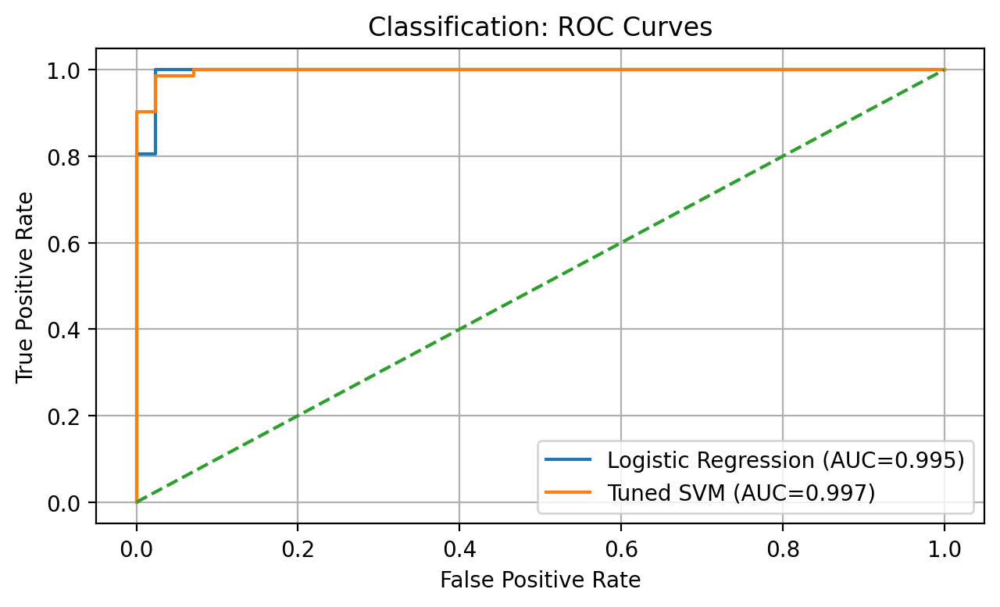 Classification: ROC Curves
True Positive Rate
1.0
0.8
0.6
0.4
0.2
0.0
Logistic Regression (AUC=0.995)
Tuned SVM (AUC=0.997)
0.0 0.2 0.4 0.6 0.8 1.0
False Positive Rate